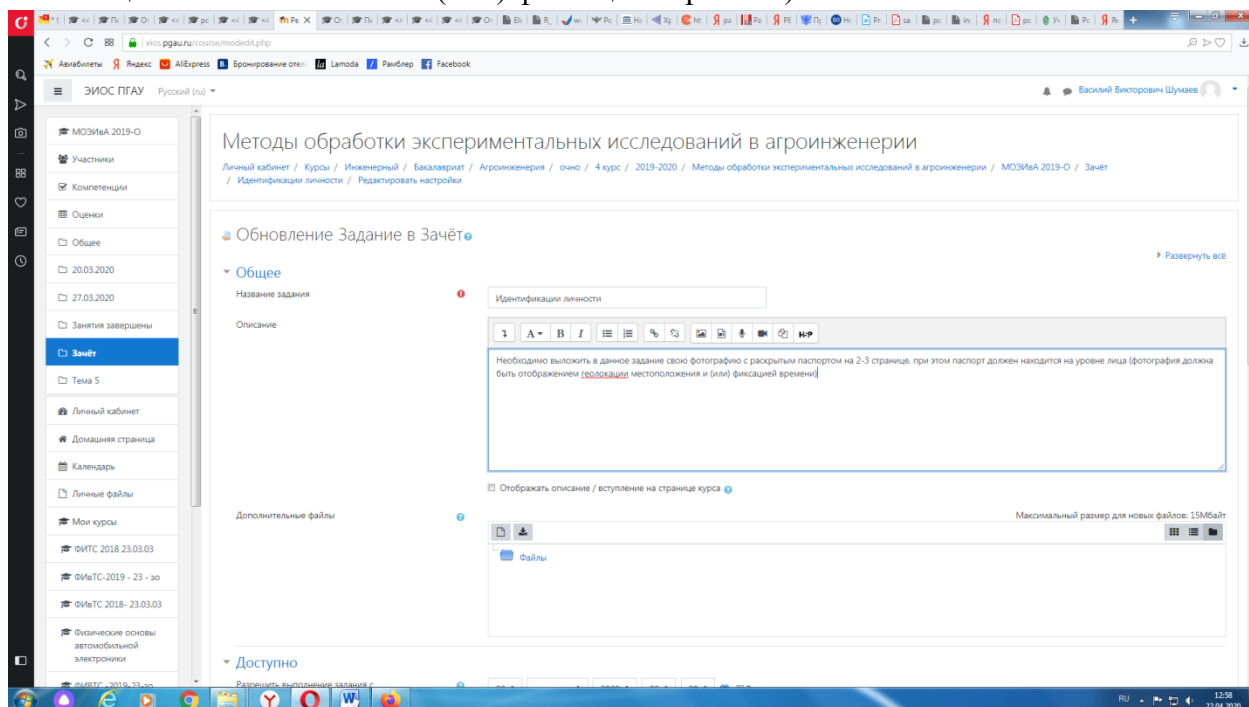 eios.pgau.ru/course/modedit.php
Авиабилеты Яндекс AliExpress Бронирование отел Lamoda Рамблер Facebook
ЭИОС ПГАУ Русский (ru)
Василий Викторович Шумаев
МОЭИвА 2019-О
Участники
Компетенции
Оценки
Общее
20.03.2020
27.03.2020
Занятия завершены
Зачёт
Тема 5
Личный кабинет
Домашняя страница
Календарь
Личные файлы
Мои курсы
ФИТС 2018 23.03.03
ФИвТС-2019 - 23 - зо
ФИвТС 2018- 23.03.03
Физические основы
автомобильной
электроники
Методы обработки экспериментальных исследований в агроинженерии
Личный кабинет / Курсы / Инженерный / Бакалавриат / Агроинженерия / очно / 4 курс / 2019-2020 / Методы обработки экспериментальных исследований в агроинженерии / МОЭИвА 2019-О / Зачёт
/ Идентификации личности / Редактировать настройки
Обновление Задание в Зачёт
Развернуть всё
Общее
Название задания
Идентификации личности
Описание
Необходимо выложить в данное задание свою фотографию с раскрытым паспортом на 2-3 странице, при этом паспорт должен находится на уровне лица (фотография должна
быть отображением геолокации местоположения и (или) фиксацией времени)
Отображать описание / вступление на странице курса
Дополнительные файлы
Максимальный размер для новых файлов: 15Мбайт
Файлы
Доступно
Разрешить выполнение задания с
RU
12:58
22.04.2020